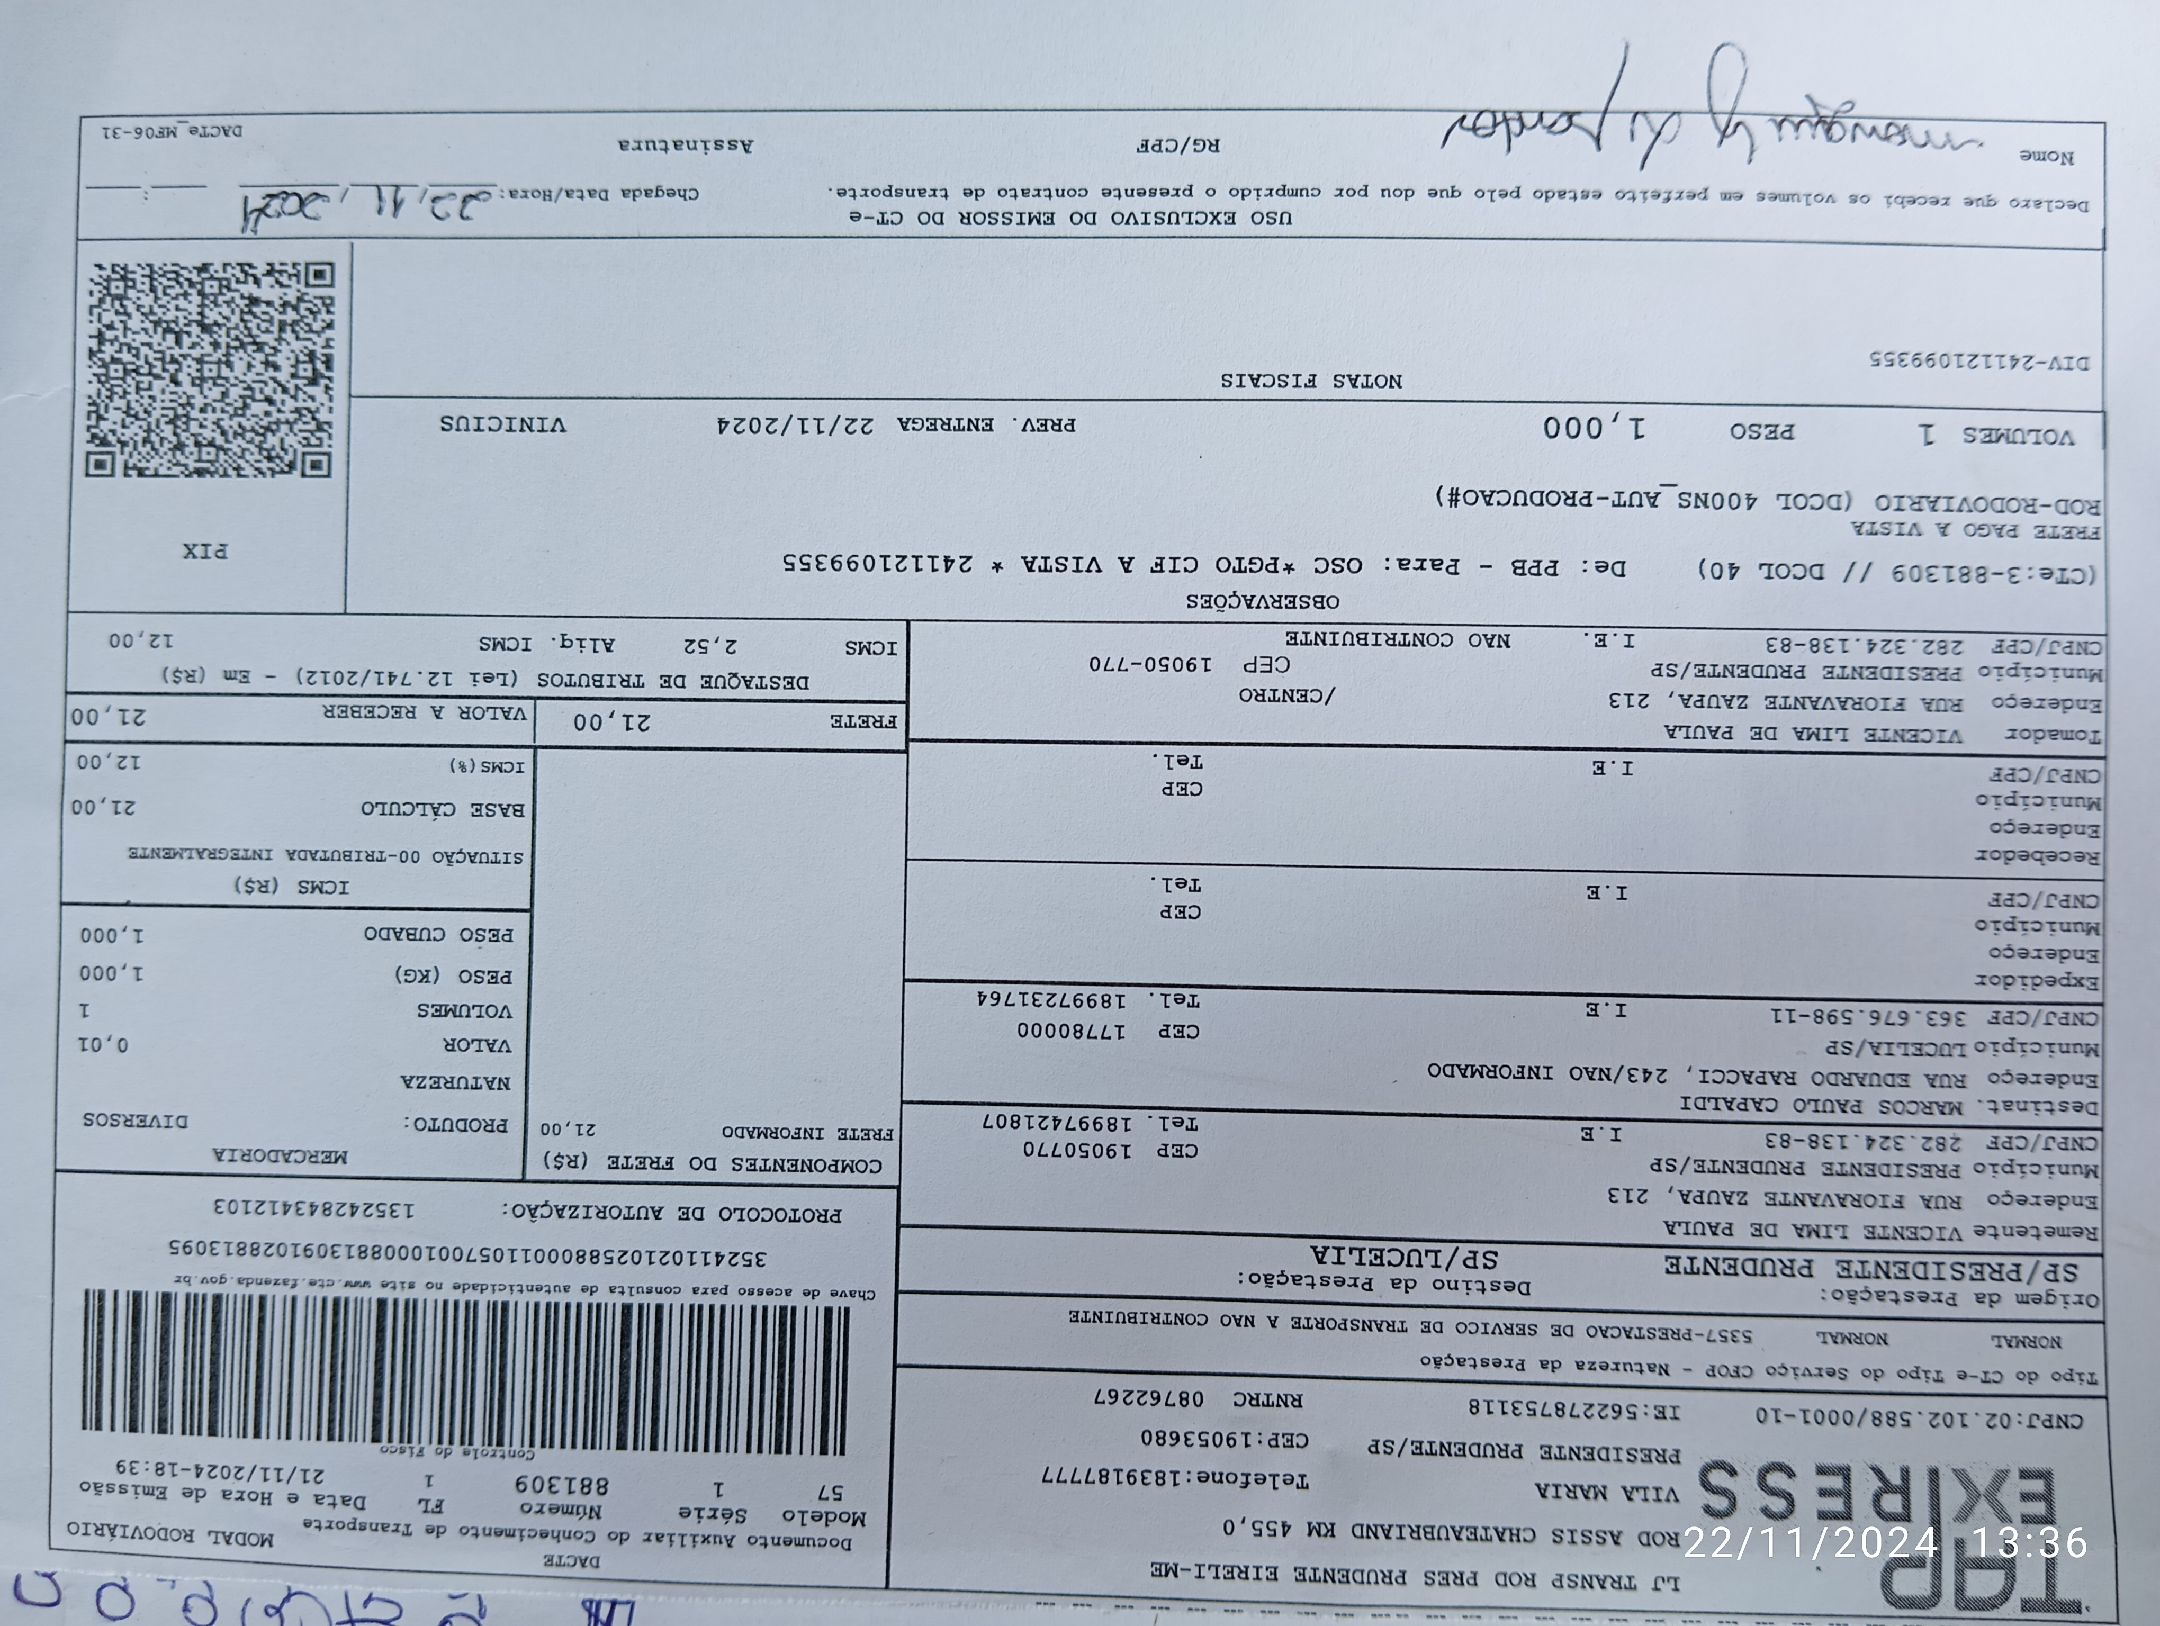 TAP
EXPRESS
LJ TRANSP ROD PRES PRUDENTE EIRELI-ME
ROD ASSIS CHATEAUBRIAND KM 455,0
VILA MARIA Telefone:1839187777
PRESIDENTE PRUDENTE/SP CEP:19053680
CNPJ:02.102.588/0001-10 IE:562278753118 RNTRC 08762267
DACTE
Documento Auxiliar do Conhecimento de Transporte MODAL RODOVIÁRIO
Modelo Série Número FL Data e Hora de Emissão
57 1 881309 1 21/11/2024-18:39
Controle do Fisco
Chave de acesso para consulta de autenticidade no site www.cte.fazenda.gov.br
35241102102588000110570010008813091028813095
PROTOCOLO DE AUTORIZAÇÃO: 135242843412103
Tipo do CT-e Tipo do Serviço CFOP - Natureza da Prestação
NORMAL NORMAL 5357-PRESTACAO DE SERVICO DE TRANSPORTE A NAO CONTRIBUINTE
Origem da Prestação: Destino da Prestação:
SP/PRESIDENTE PRUDENTE SP/LUCELIA
Remetente VICENTE LIMA DE PAULA
Endereço RUA FIORAVANTE ZAUPA, 213
Município PRESIDENTE PRUDENTE/SP CEP 19050770
CNPJ/CPF 282.324.138-83 I.E Tel. 18997421807
Destinat. MARCOS PAULO CAPALDI
Endereço RUA EDUARDO RAPACCI, 243/NAO INFORMADO
Município LUCELIA/SP CEP 17780000
CNPJ/CPF 363.676.598-11 I.E Tel. 18997231764
Expedidor
Endereço
Município CEP
CNPJ/CPF I.E Tel.
Recebedor
Endereço
Município CEP
CNPJ/CPF I.E Tel.
Tomador VICENTE LIMA DE PAULA
Endereço RUA FIORAVANTE ZAUPA, 213 /CENTRO
Município PRESIDENTE PRUDENTE/SP CEP 19050-770
CNPJ/CPF 282.324.138-83 I.E. NAO CONTRIBUINTE
COMPONENTES DO FRETE (R$)
FRETE INFORMADO 21,00
MERCADORIA
PRODUTO: DIVERSOS
NATUREZA
VALOR 0,01
VOLUMES 1
PESO (KG) 1,000
PESO CUBADO 1,000
ICMS (R$)
SITUAÇÃO 00-TRIBUTADA INTEGRALMENTE
BASE CÁLCULO 21,00
ICMS(%) 12,00
FRETE 21,00 VALOR A RECEBER 21,00
DESTAQUE DE TRIBUTOS (Lei 12.741/2012) - Em (R$)
ICMS 2,52 Aliq. ICMS 12,00
OBSERVAÇÕES
(CTe:3-881309 // DCOL 40) De: PPB - Para: OSC *PGTO CIF A VISTA * 241121099355
FRETE PAGO A VISTA
ROD-RODOVIARIO (DCOL 400NS_AUT-PRODUCAO#)
PIX
VOLUMES 1 PESO 1,000 PREV. ENTREGA 22/11/2024 VINICIUS
NOTAS FISCAIS
DIV-241121099355
USO EXCLUSIVO DO EMISSOR DO CT-e
Declaro que recebi os volumes em perfeito estado pelo que dou por cumprido o presente contrato de transporte. Chegada Data/Hora: 22,11,2024 :
Nome RG/CPF Assinatura
DACTe_MF06-31
22/11/2024 13:36